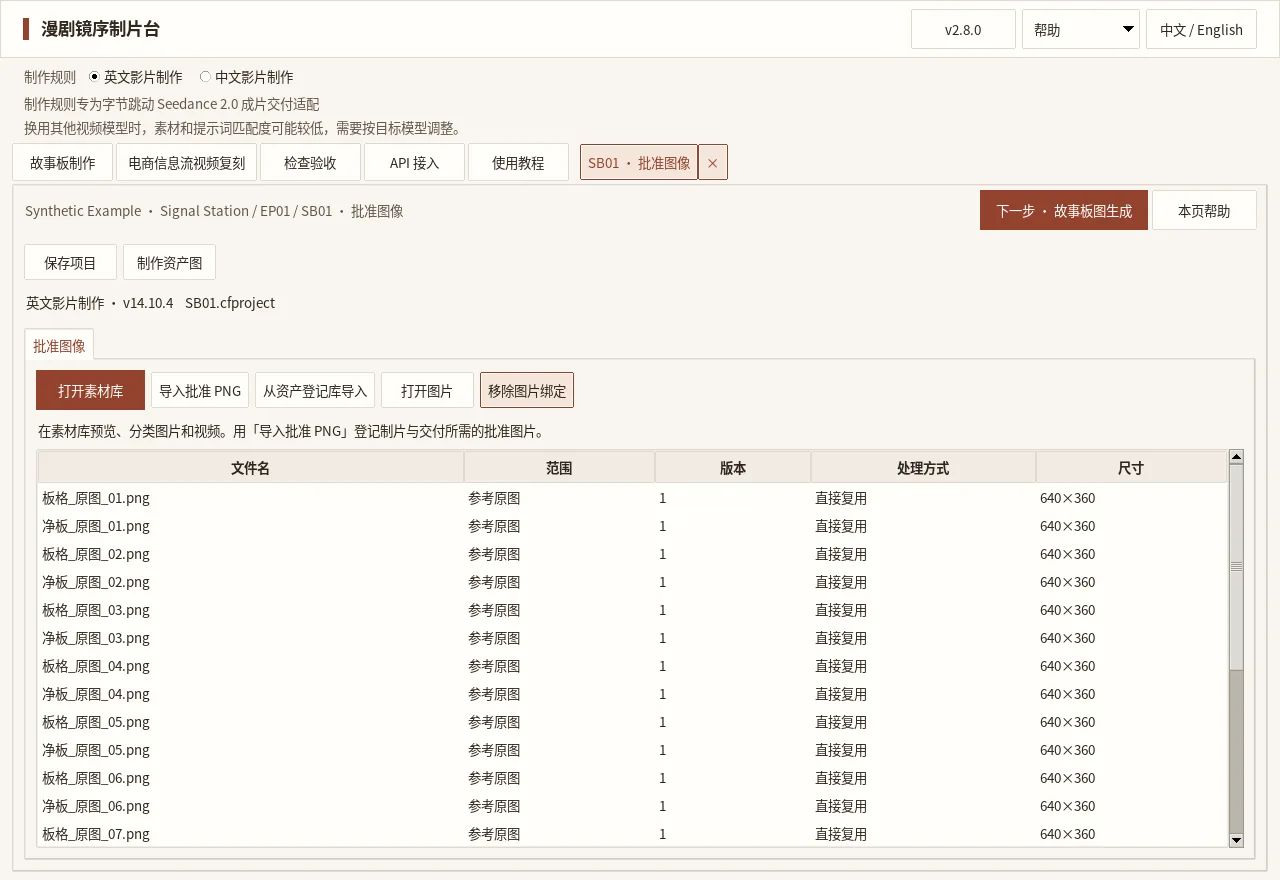 漫剧镜序制片台 v2.8.0 帮助 中文 / English
制作规则 英文影片制作 中文影片制作
制作规则专为字节跳动 Seedance 2.0 成片交付适配
换用其他视频模型时，素材和提示词匹配度可能较低，需要按目标模型调整。
故事板制作 电商信息流视频复刻 检查验收 API 接入 使用教程 SB01 · 批准图像 ×
Synthetic Example · Signal Station / EP01 / SB01 · 批准图像 下一步 · 故事板图生成 本页帮助
保存项目 制作资产图
英文影片制作 · v14.10.4 SB01.cfproject
批准图像
打开素材库 导入批准 PNG 从资产登记库导入 打开图片 移除图片绑定
在素材库预览、分类图片和视频。用「导入批准 PNG」登记制片与交付所需的批准图片。
文件名 范围 版本 处理方式 尺寸
板格_原图_01.png 参考原图 1 直接复用 640×360
净板_原图_01.png 参考原图 1 直接复用 640×360
板格_原图_02.png 参考原图 1 直接复用 640×360
净板_原图_02.png 参考原图 1 直接复用 640×360
板格_原图_03.png 参考原图 1 直接复用 640×360
净板_原图_03.png 参考原图 1 直接复用 640×360
板格_原图_04.png 参考原图 1 直接复用 640×360
净板_原图_04.png 参考原图 1 直接复用 640×360
板格_原图_05.png 参考原图 1 直接复用 640×360
净板_原图_05.png 参考原图 1 直接复用 640×360
板格_原图_06.png 参考原图 1 直接复用 640×360
净板_原图_06.png 参考原图 1 直接复用 640×360
板格_原图_07.png 参考原图 1 直接复用 640×360